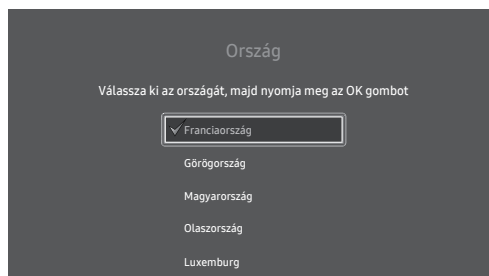 Ország
Válassza ki az országát, majd nyomja meg az OK gombot
Franciaország
Görögország
Magyarország
Olaszország
Luxemburg